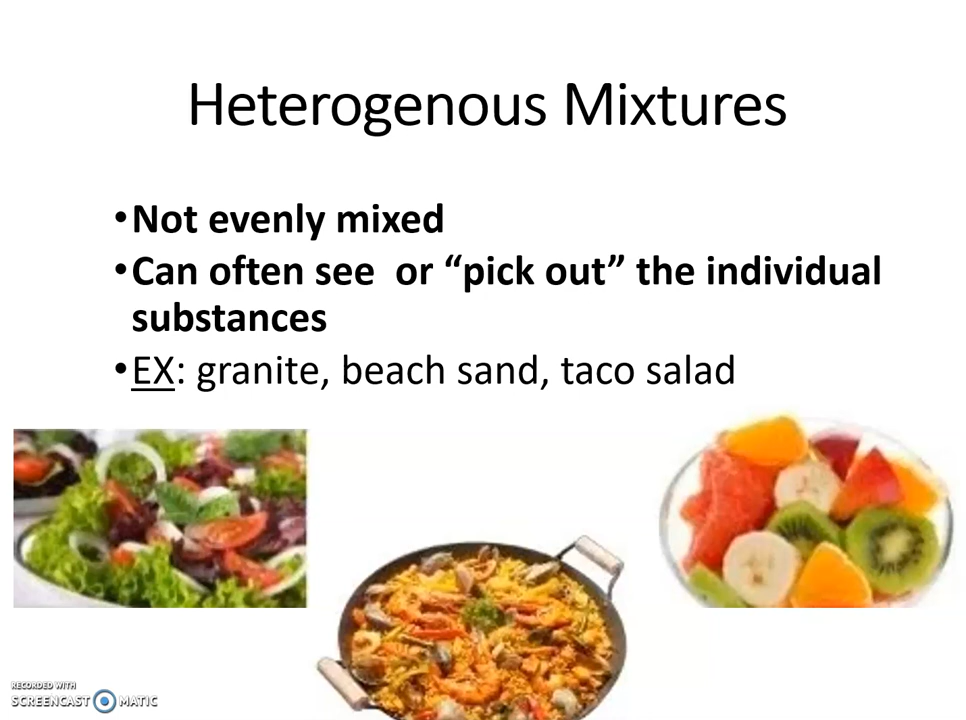 Heterogenous Mixtures
•Not evenly mixed
•Can often see  or “pick out” the individual
substances
•EX: granite, beach sand, taco salad
RECORDED WITH
SCREENCAST MATIC